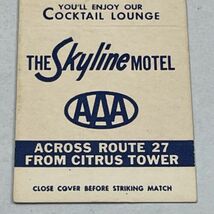 YOU'LL ENJOY OUR
COCKTAIL LOUNGE
THE Skyline MOTEL
AAA
ACROSS ROUTE 27
FROM CITRUS TOWER
CLOSE COVER BEFORE STRIKING MATCH